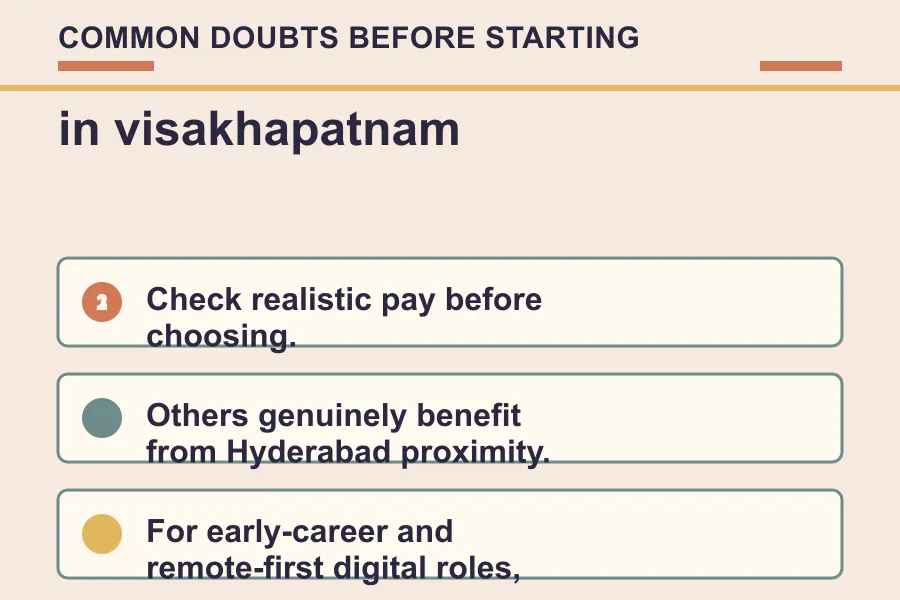 COMMON DOUBTS BEFORE STARTING
in visakhapatnam
Check realistic pay before
choosing.
Others genuinely benefit
from Hyderabad proximity.
For early-career and
remote-first digital roles,